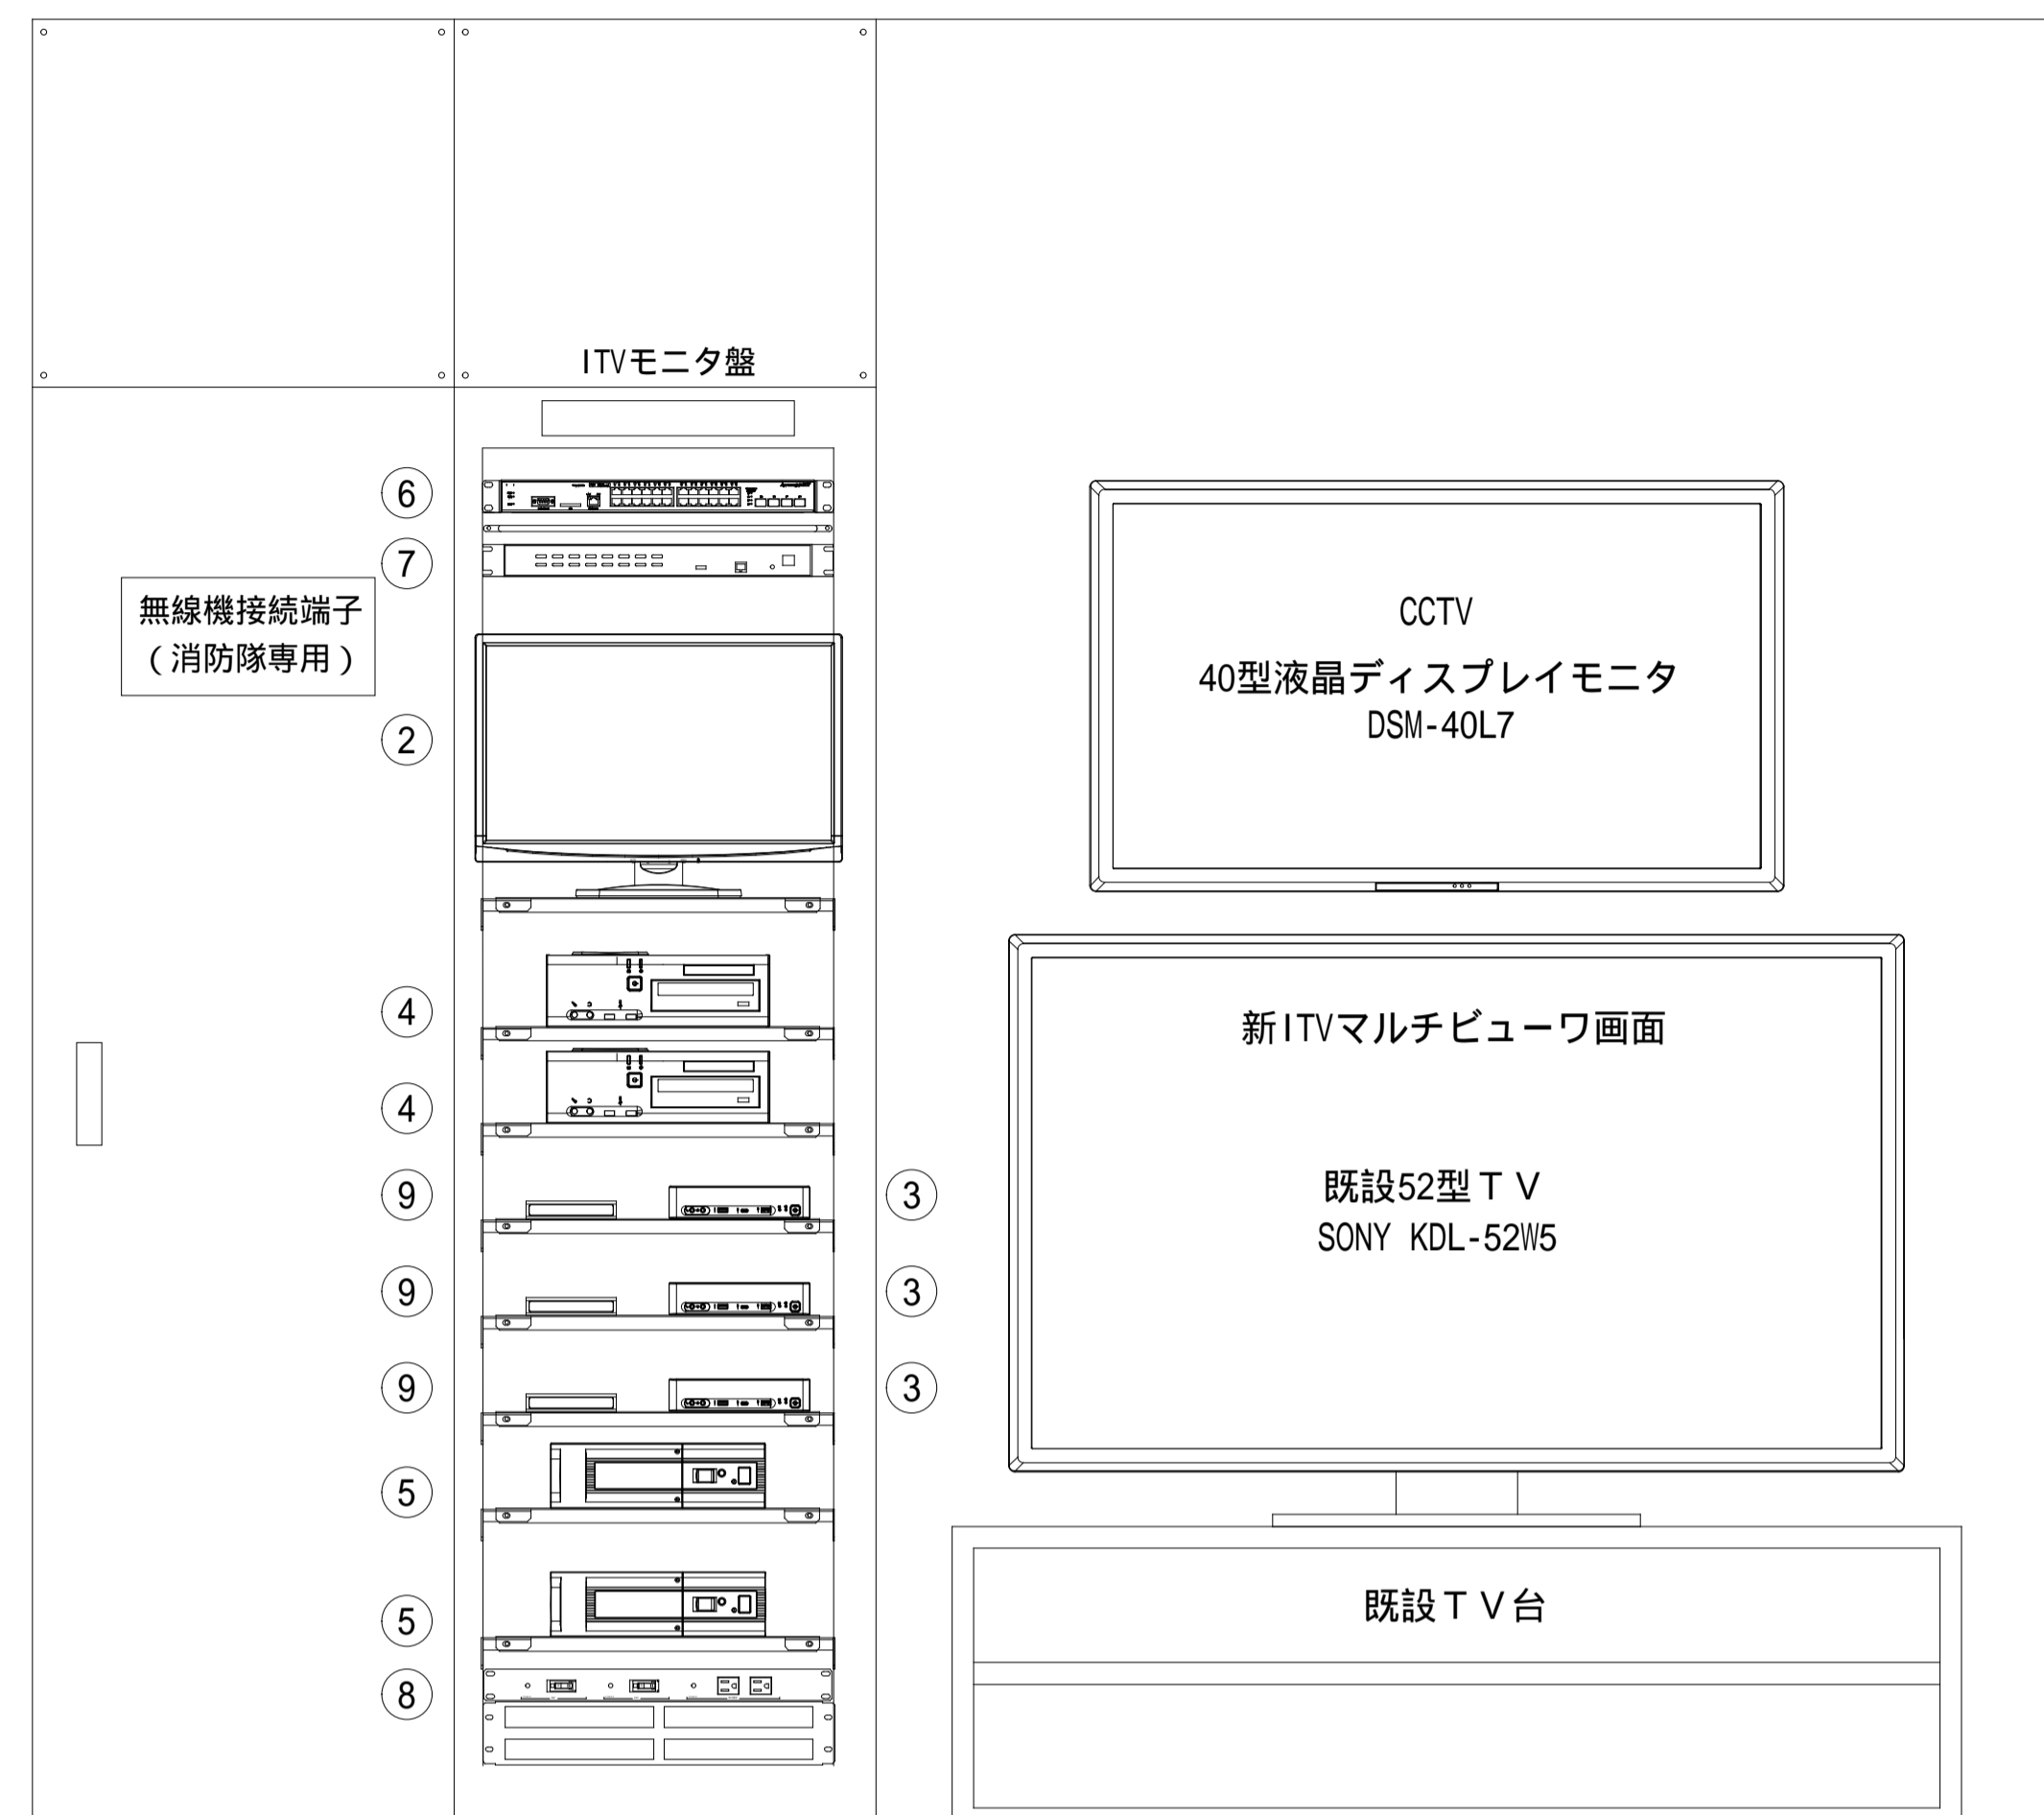 ITVモニタ盤
⑥
⑦
無線機接続端子
（消防隊専用）
②
④
④
⑨
③
⑨
③
⑨
③
⑤
⑤
⑧
CCTV
40型液晶ディスプレイモニタ
DSM-40L7
新ITVマルチビューワ画面
既設52型ＴＶ
SONY KDL-52W5
既設ＴＶ台